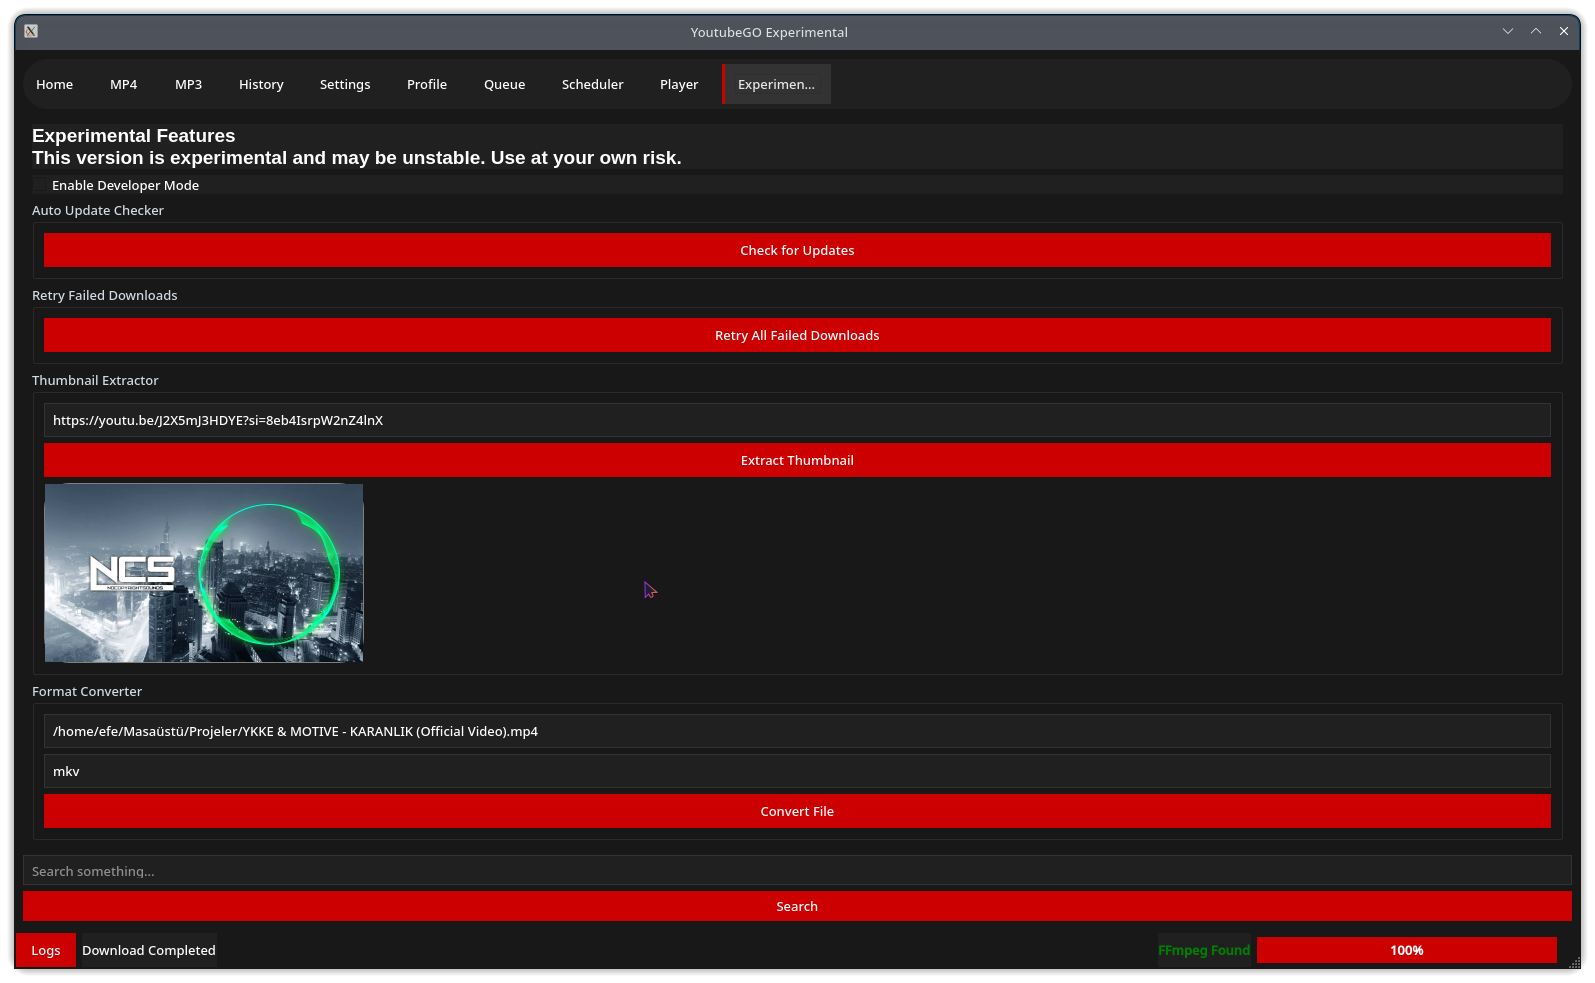 YoutubeGO Experimental
Home MP4 MP3 History Settings Profile Queue Scheduler Player Experimen...
Experimental Features
This version is experimental and may be unstable. Use at your own risk.
Enable Developer Mode
Auto Update Checker
Check for Updates
Retry Failed Downloads
Retry All Failed Downloads
Thumbnail Extractor
https://youtu.be/J2X5mJ3HDYE?si=8eb4IsrpW2nZ4lnX
Extract Thumbnail
NCS
NOCOPYRIGHTSOUNDS
Format Converter
/home/efe/Masaüstü/Projeler/YKKE & MOTIVE - KARANLIK (Official Video).mp4
mkv
Convert File
Search something...
Search
Logs Download Completed FFmpeg Found 100%